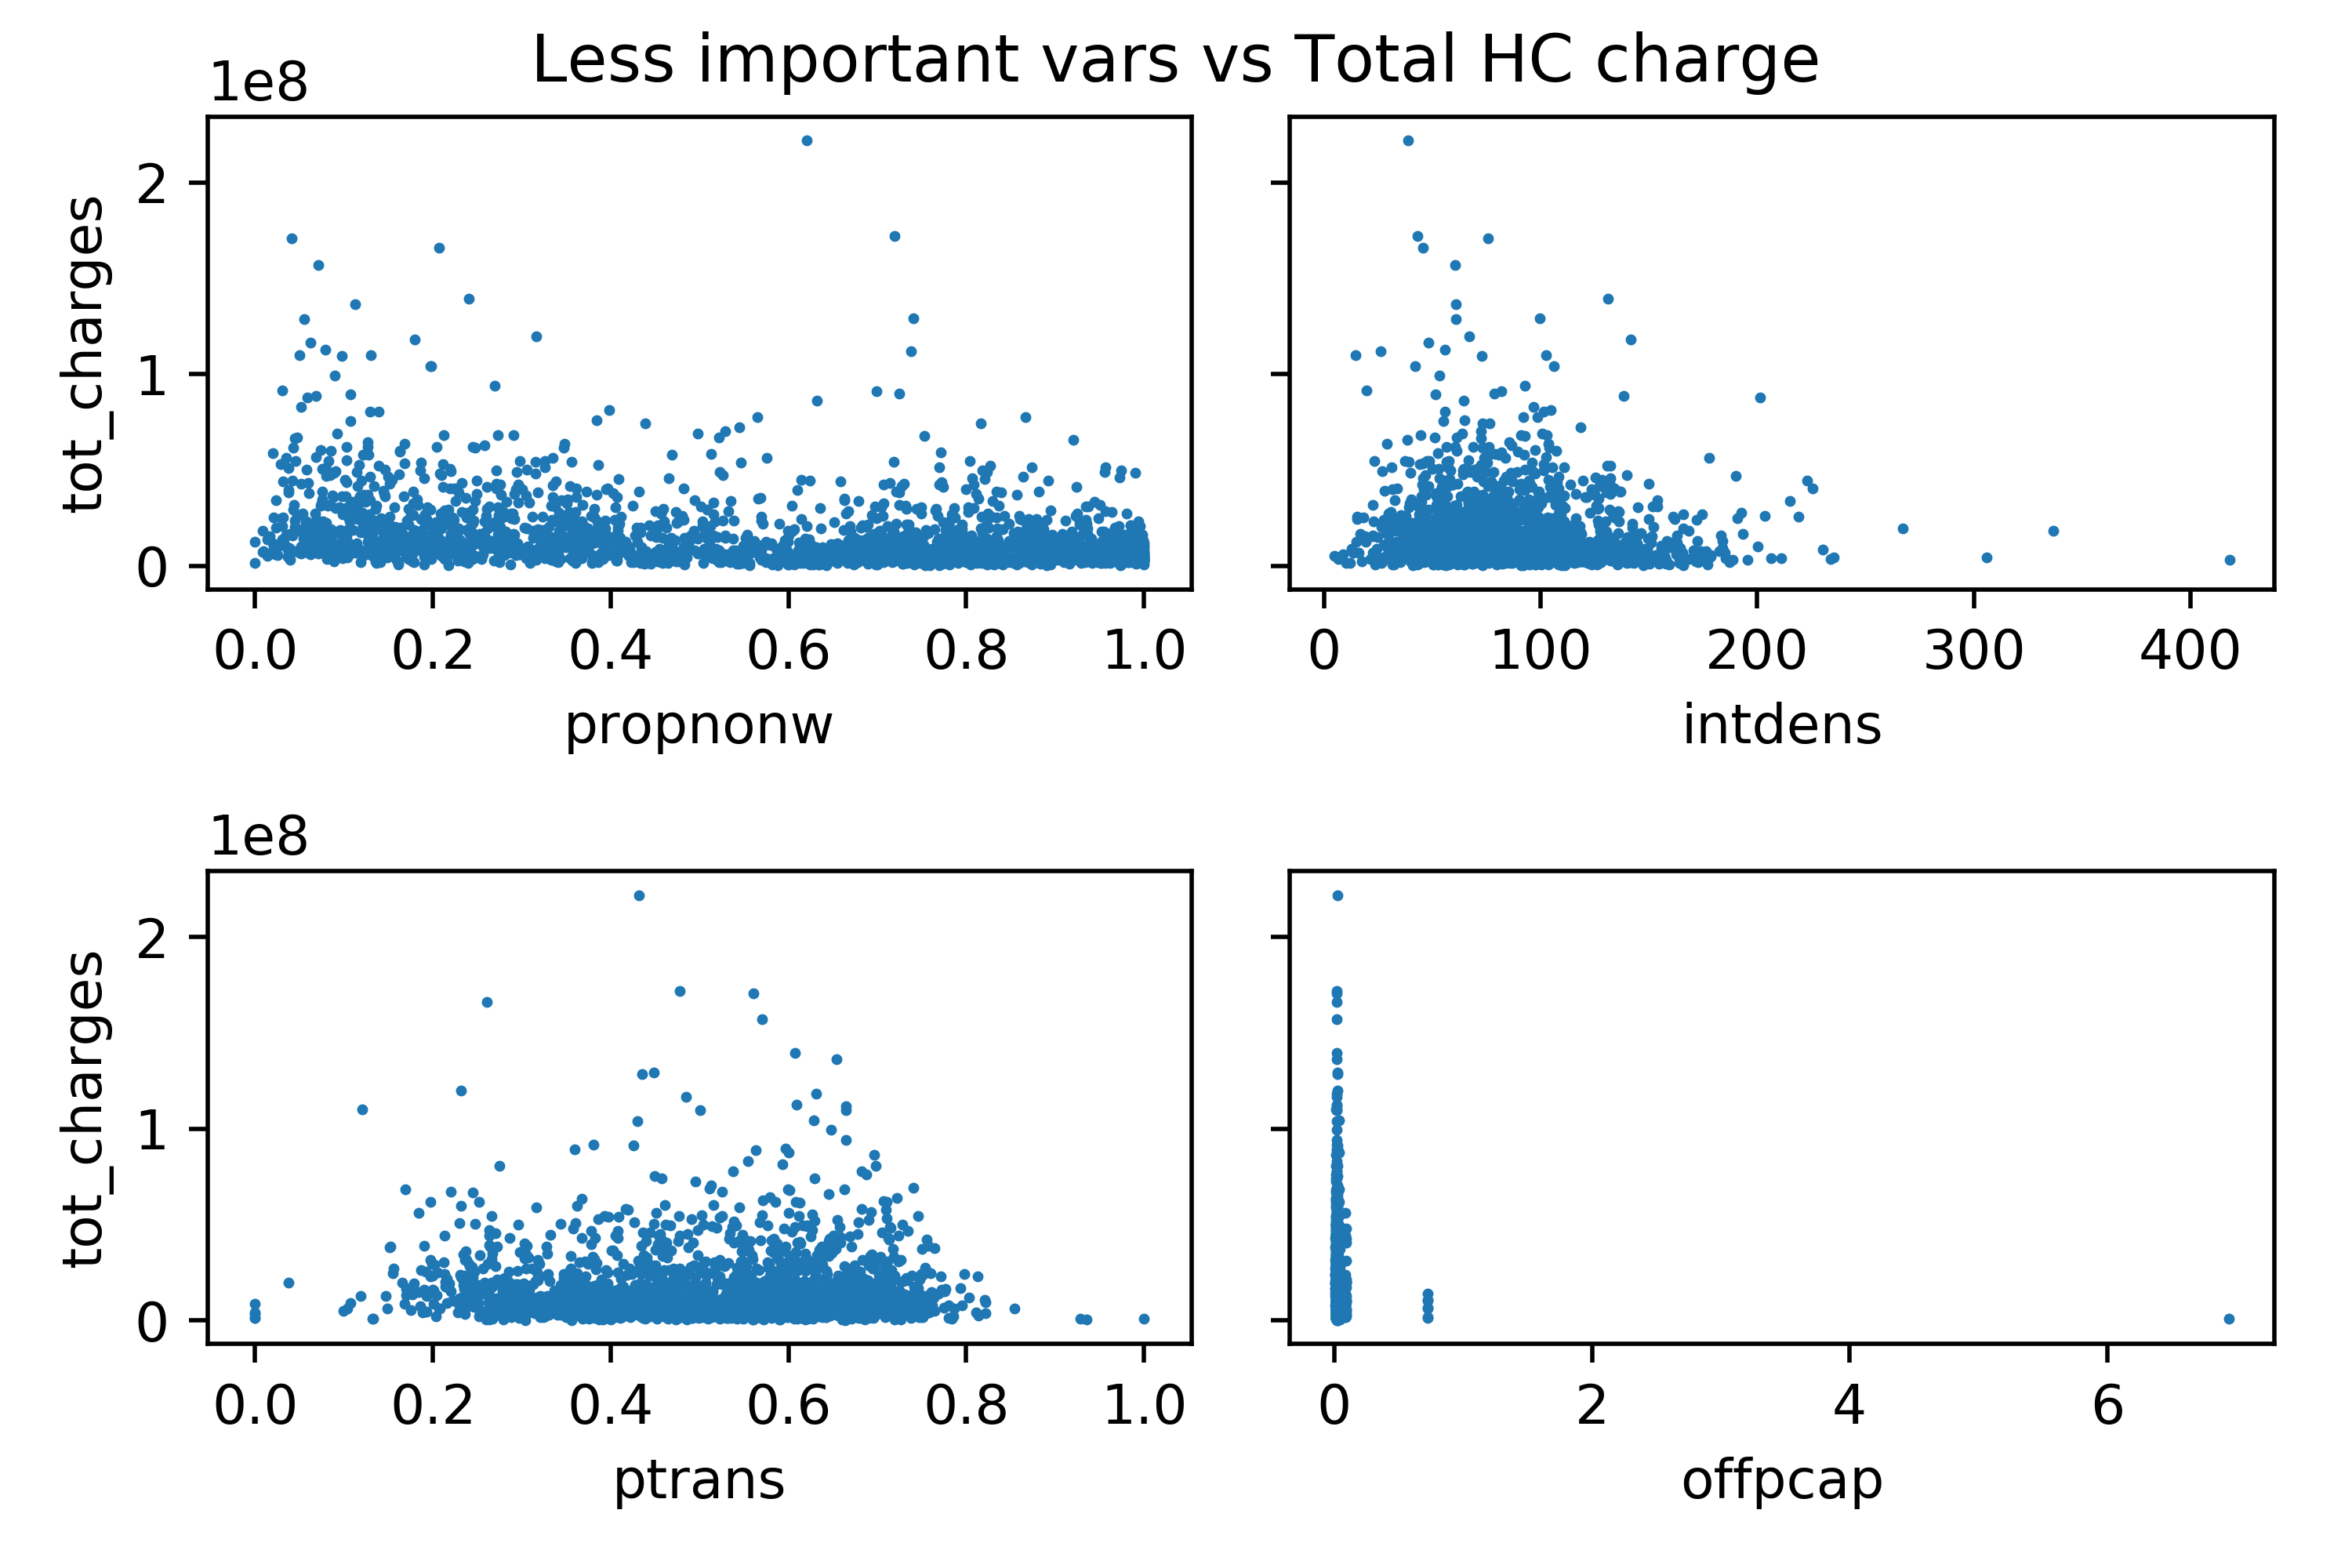 Less important vars vs Total HC charge
1e8
tot_charges
2
1
0
0.0 0.2 0.4 0.6 0.8 1.0
propnonw
0 100 200 300 400
intdens
1e8
tot_charges
2
1
0
0.0 0.2 0.4 0.6 0.8 1.0
ptrans
0 2 4 6
offpcap